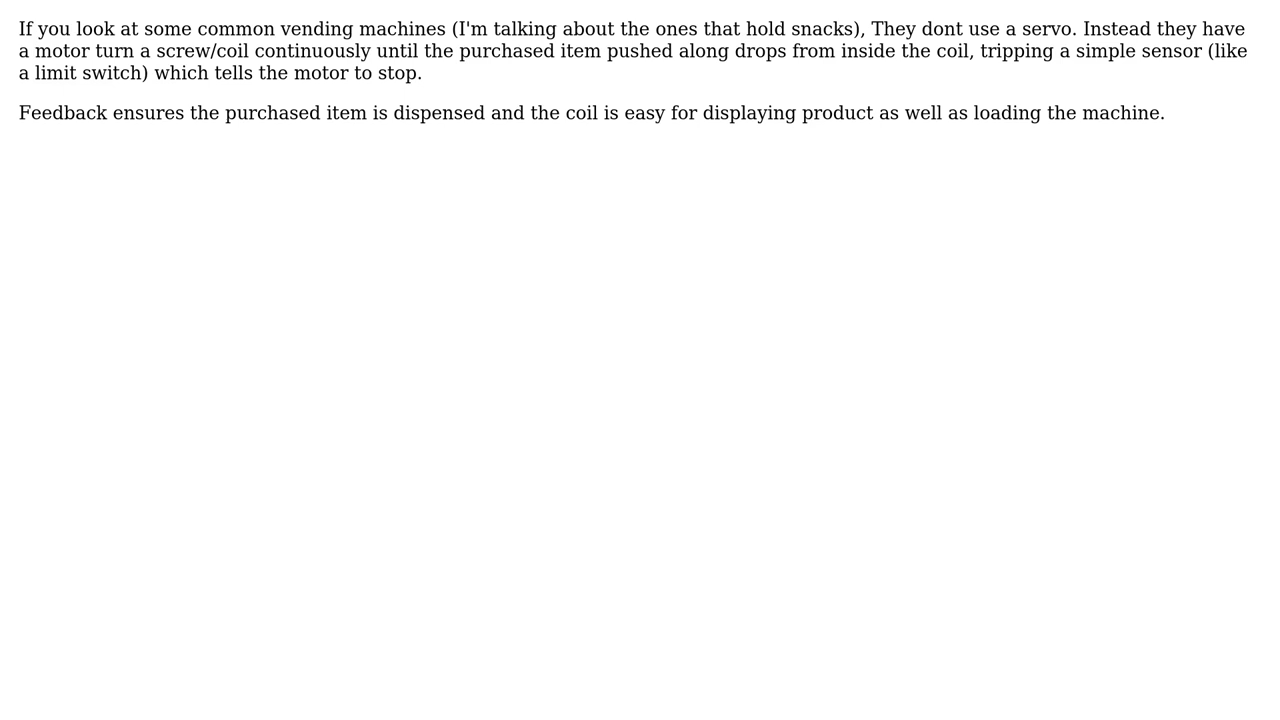 If you look at some common vending machines (I'm talking about the ones that hold snacks), They dont use a servo. Instead they have
a motor turn a screw/coil continuously until the purchased item pushed along drops from inside the coil, tripping a simple sensor (like
a limit switch) which tells the motor to stop.
Feedback ensures the purchased item is dispensed and the coil is easy for displaying product as well as loading the machine.